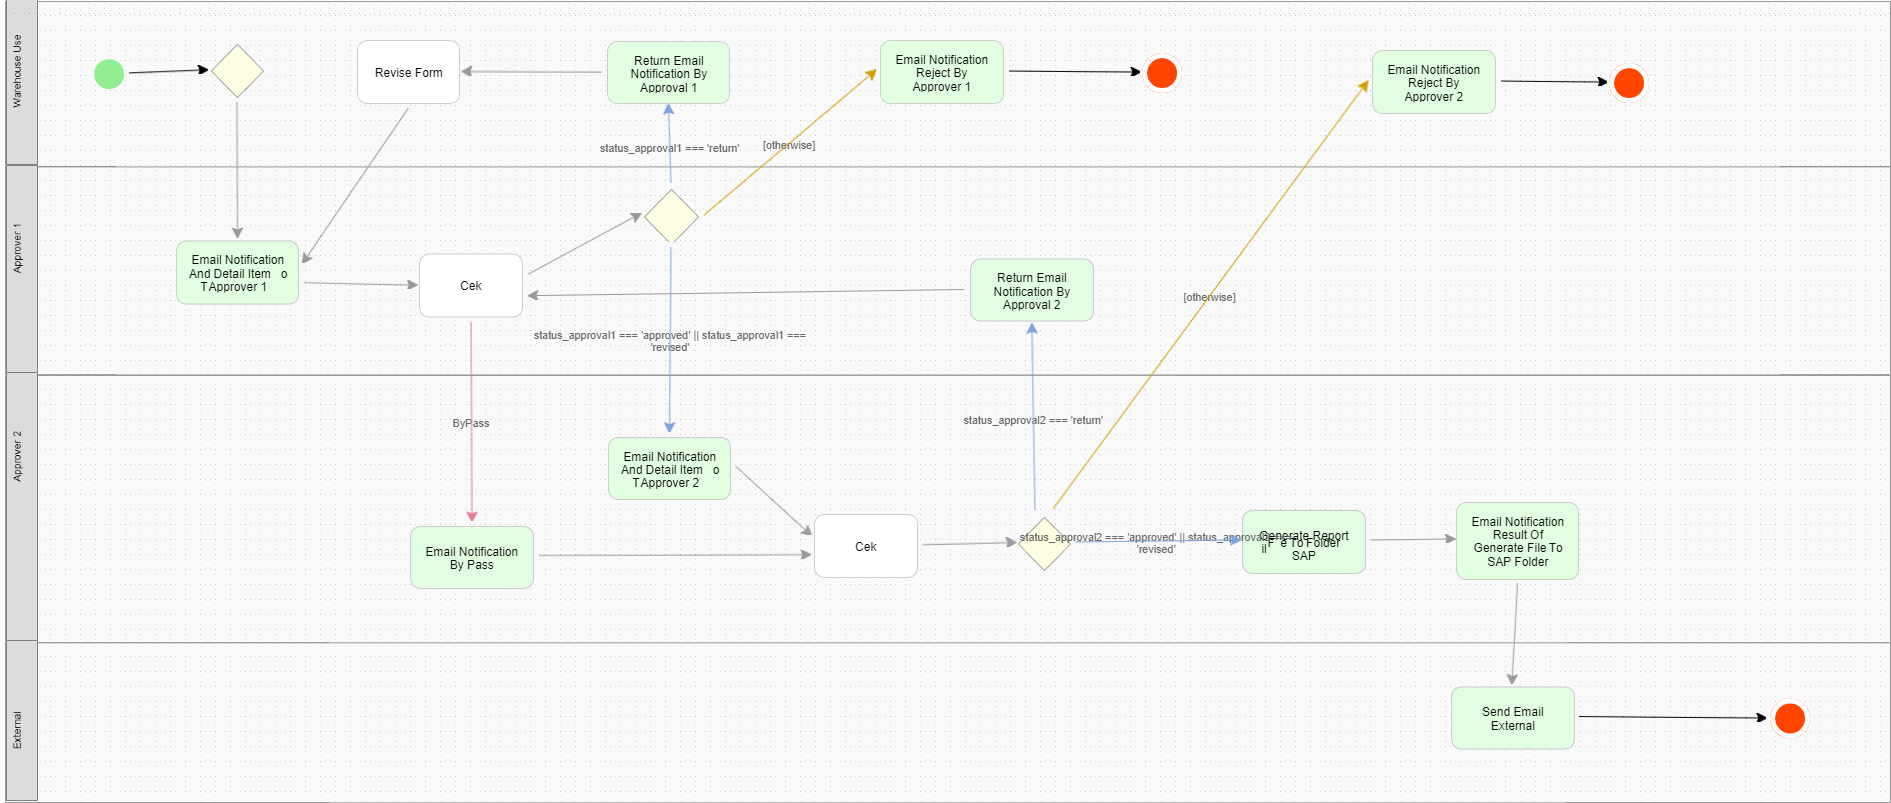 Warehouse Use
Revise Form
Return Email
Notification By
Approval 1
Email Notification
Reject By
Approver 1
Email Notification
Reject By
Approver 2
status_approval1 === 'return'
[otherwise]
Approver 1
Email Notification
And Detail Item o
TApprover 1
Cek
Return Email
Notification By
Approval 2
[otherwise]
status_approval1 === 'approved' || status_approval1 ===
'revised'
Approver 2
ByPass
status_approval2 === 'return'
Email Notification
And Detail Item o
TApprover 2
Email Notification
By Pass
Cek
status_approval2 === 'approved' || status_approval
'revised'
Generate Report
ilF e To Folder
SAP
Email Notification
Result Of
Generate File To
SAP Folder
External
Send Email
External